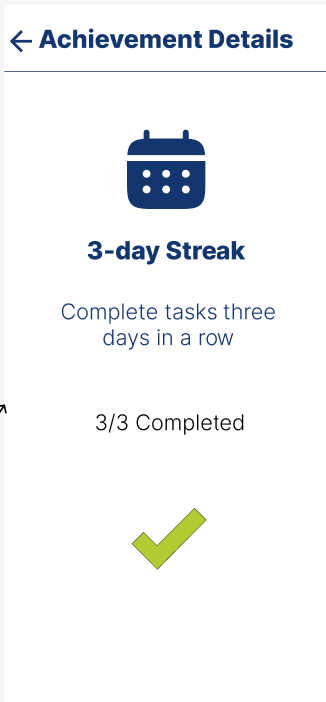 Achievement Details
3-day Streak
Complete tasks three
days in a row
3/3 Completed